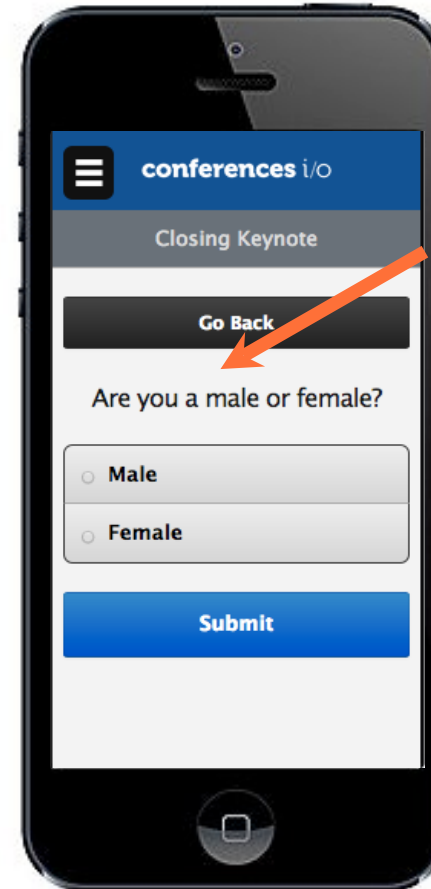 conferences i/o
Closing Keynote
Go Back
Are you a male or female?
Male
Female
Submit